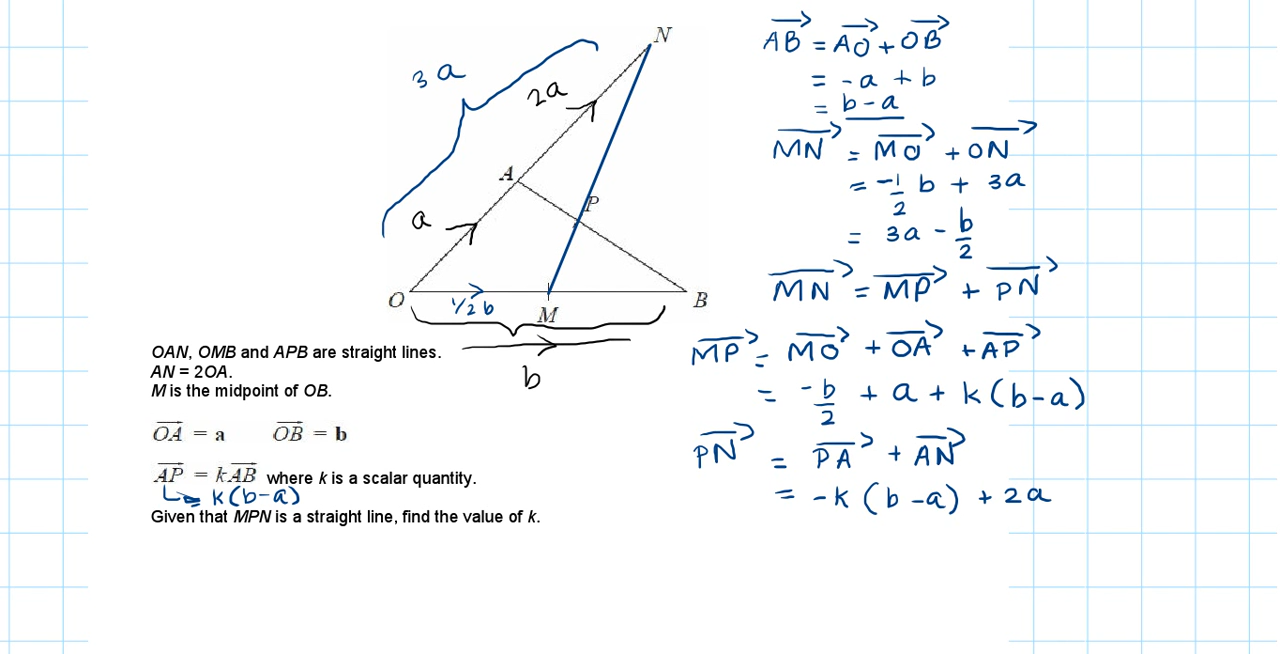 N
3a
2a
A
a
P
O
1/2 b
M
B
b
OAN, OMB and APB are straight lines.
AN = 2OA.
M is the midpoint of OB.
OA→ = a OB→ = b
AP→ = kAB→ where k is a scalar quantity.
↳ = k(b-a)
Given that MPN is a straight line, find the value of k.
AB→ = AO→ + OB→
= -a + b
= b-a
MN→ = MO→ + ON→
= -1/2 b + 3a
= 3a - b/2
MN→ = MP→ + PN→
MP→ = MO→ + OA→ + AP→
= -b/2 + a + k(b-a)
PN→ = PA→ + AN→
= -k(b-a) + 2a